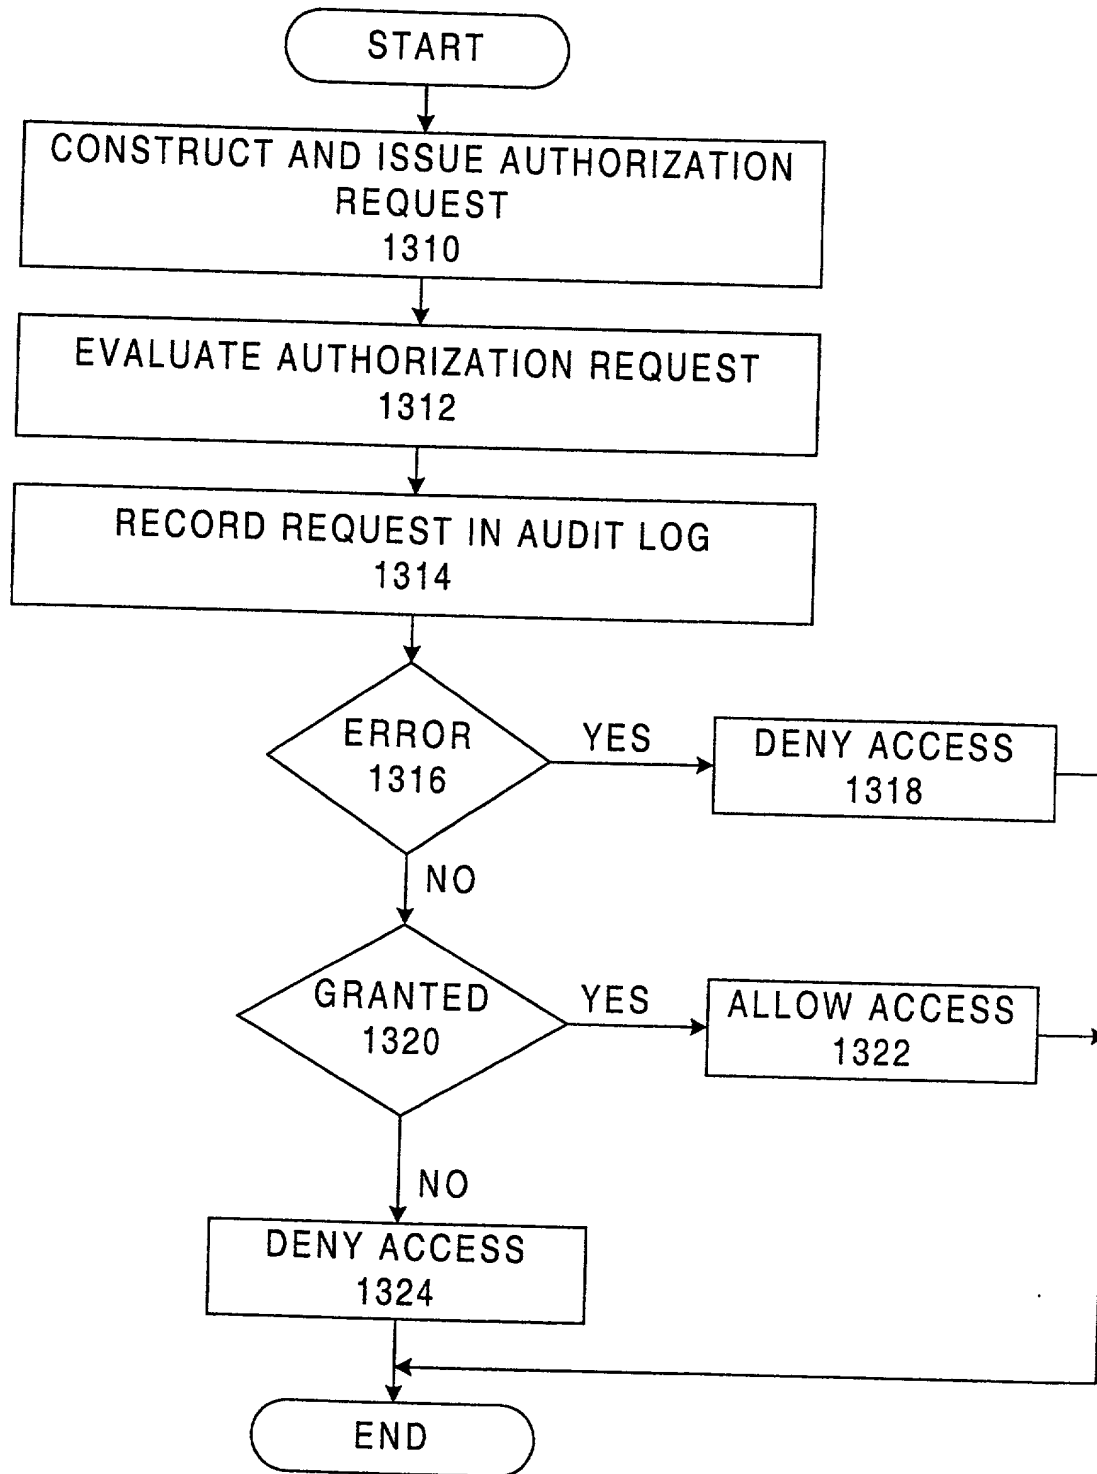 START
CONSTRUCT AND ISSUE AUTHORIZATION
REQUEST
1310
EVALUATE AUTHORIZATION REQUEST
1312
RECORD REQUEST IN AUDIT LOG
1314
ERROR
1316
YES
DENY ACCESS
1318
NO
GRANTED
1320
YES
ALLOW ACCESS
1322
NO
DENY ACCESS
1324
END